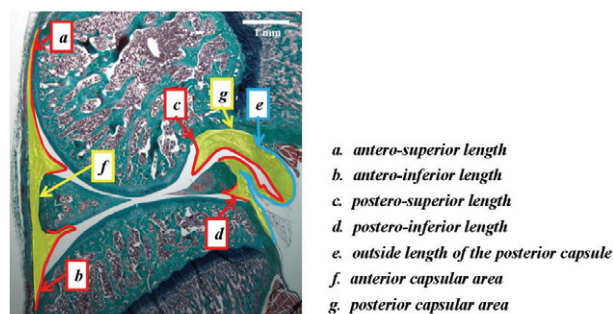 a
1 mm
c
g
e
f
d
b
a. antero-superior length
b. antero-inferior length
c. postero-superior length
d. postero-inferior length
e. outside length of the posterior capsule
f. anterior capsular area
g. posterior capsular area